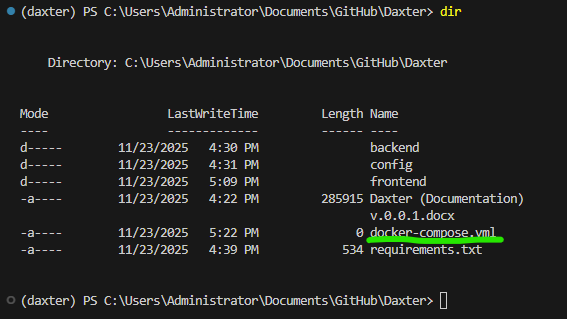 (daxter) PS C:\Users\Administrator\Documents\GitHub\Daxter> dir
Directory: C:\Users\Administrator\Documents\GitHub\Daxter
Mode LastWriteTime Length Name
---- ------------- ------ ----
d----- 11/23/2025 4:30 PM backend
d----- 11/23/2025 4:31 PM config
d----- 11/23/2025 5:09 PM frontend
-a---- 11/23/2025 4:22 PM 285915 Daxter (Documentation)
v.0.0.1.docx
-a---- 11/23/2025 5:22 PM 0 docker-compose.yml
-a---- 11/23/2025 4:39 PM 534 requirements.txt
(daxter) PS C:\Users\Administrator\Documents\GitHub\Daxter>